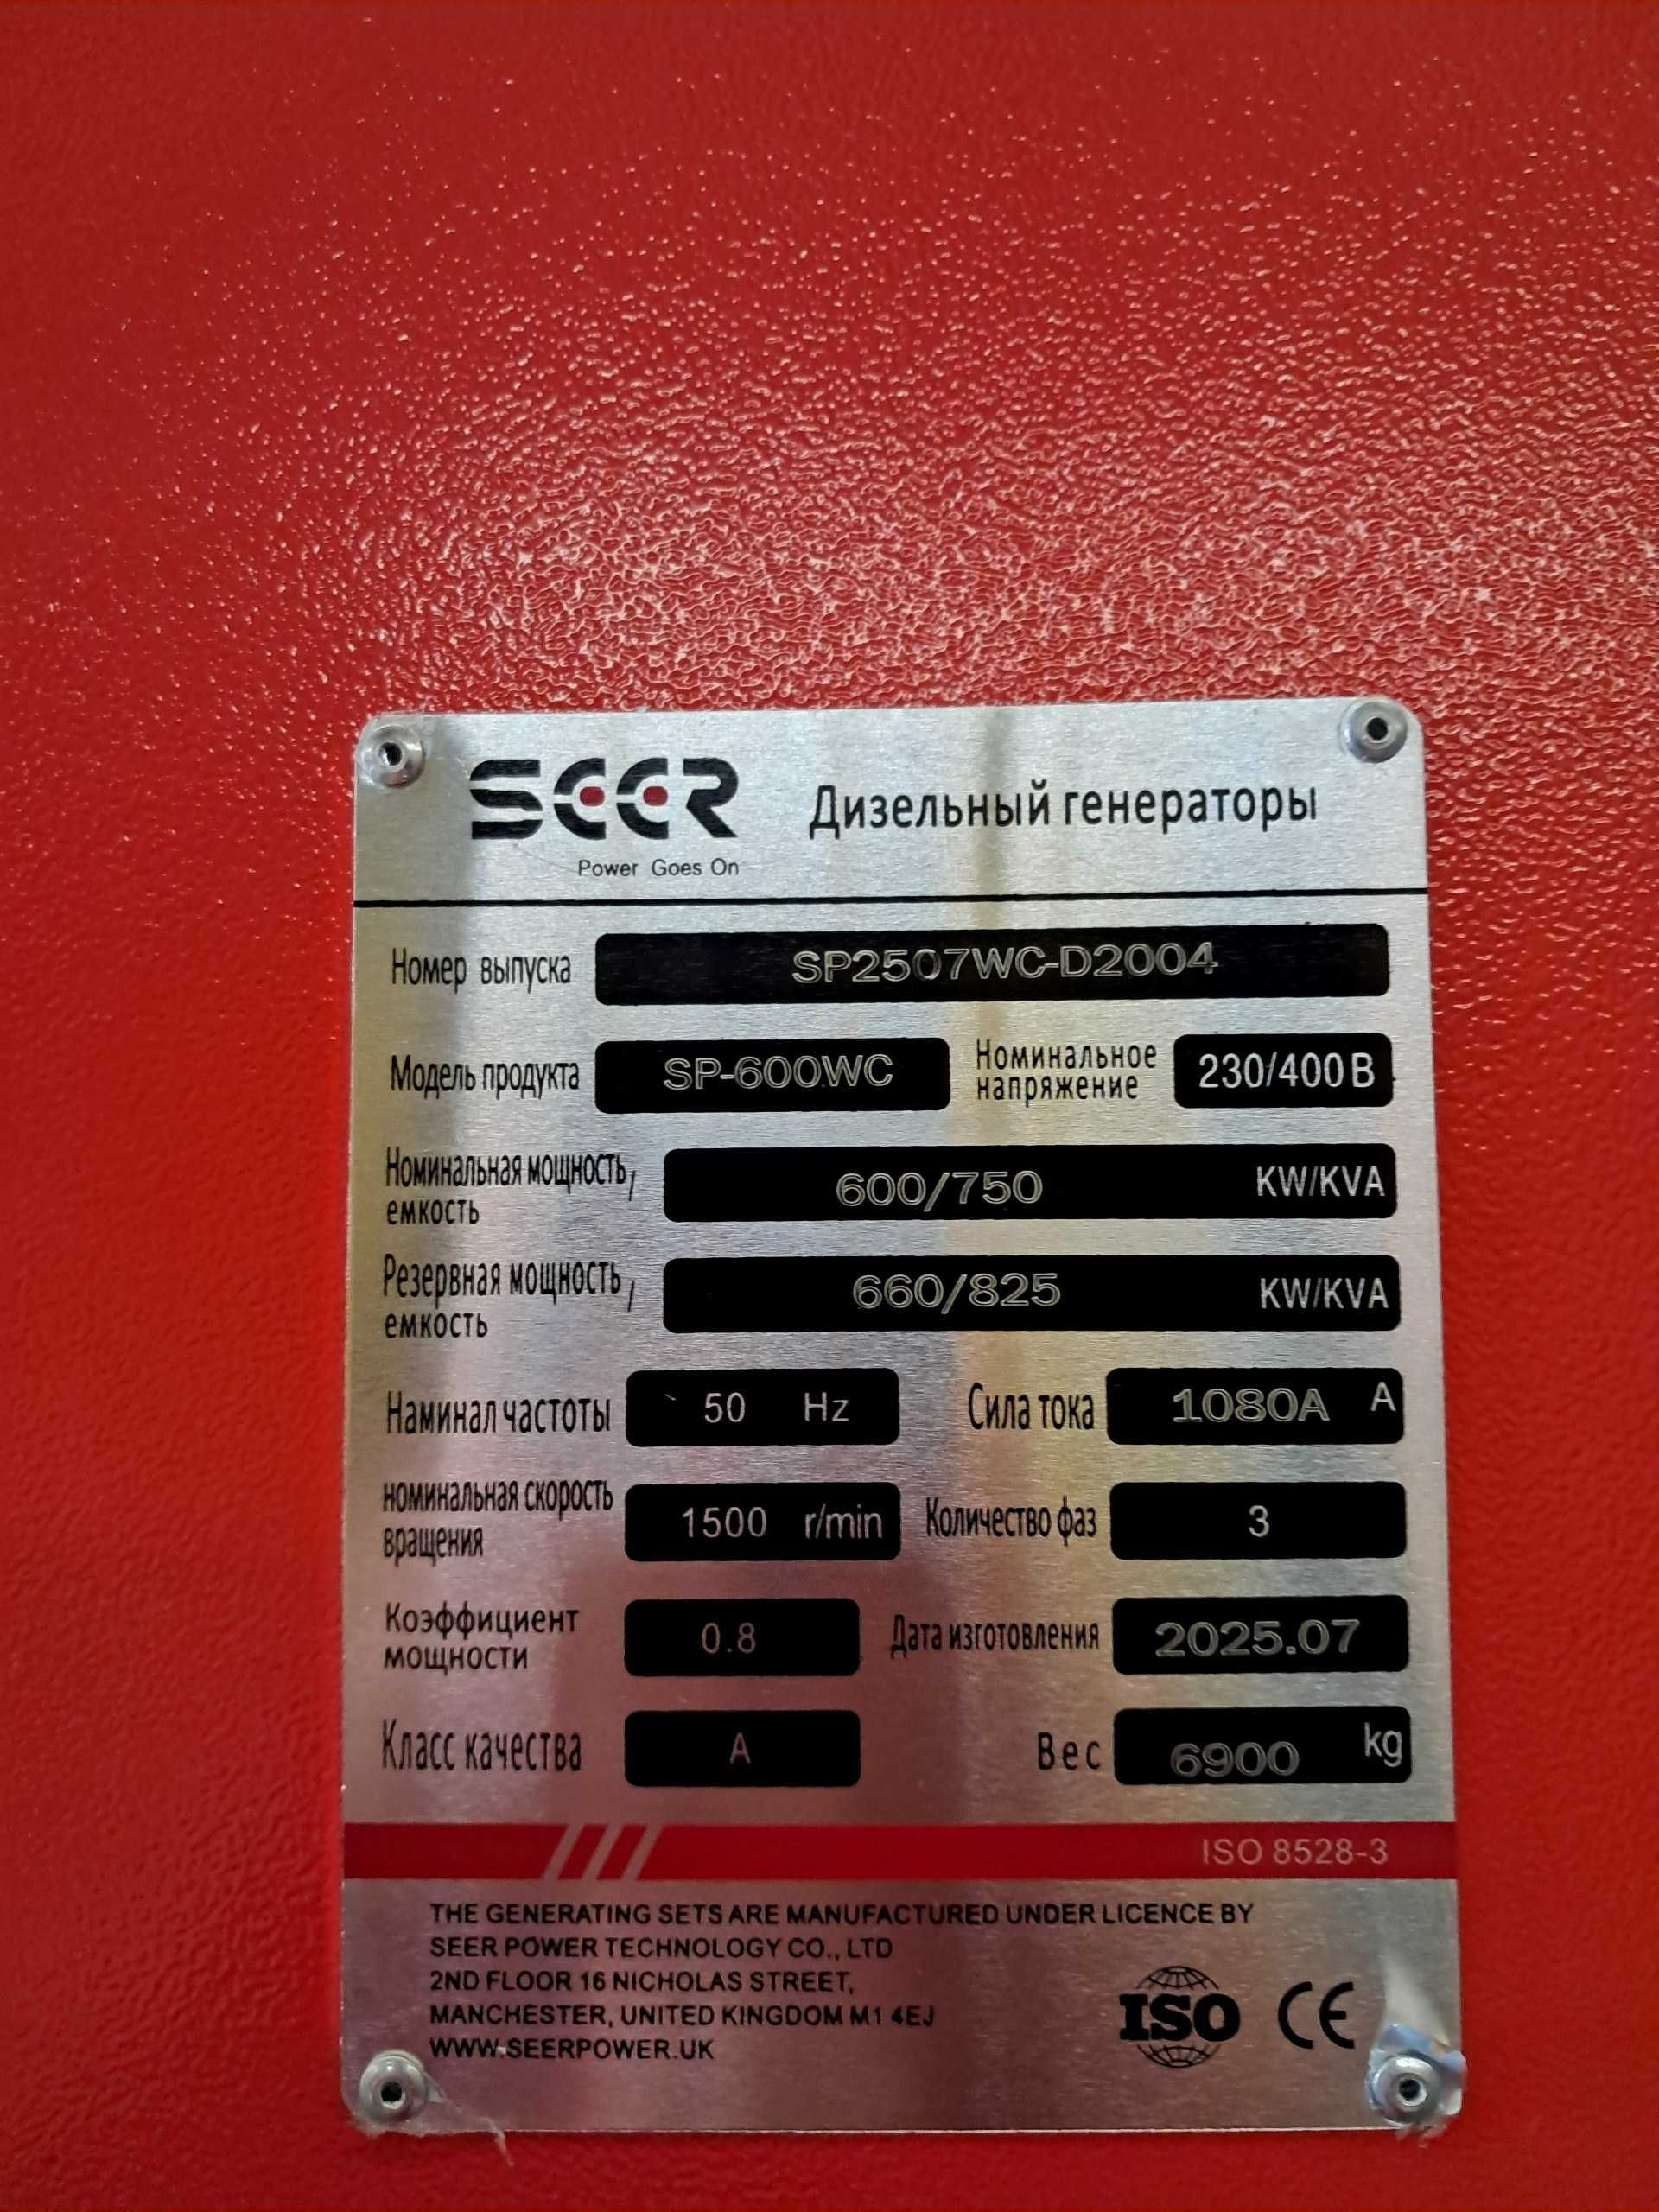 SEER
Дизельный генераторы
Power Goes On
Номер выпуска SP2507WC-D2004
Модель продукта SP-600WC Номинальное напряжение 230/400 В
Номинальная мощность, емкость 600/750 KW/KVA
Резервная мощность, емкость 660/825 KW/KVA
Наминал частоты 50 Hz Сила тока 1080A A
номинальная скорость вращения 1500 r/min Количество фаз 3
Коэффициент мощности 0.8 Дата изготовления 2025.07
Класс качества A Вес 6900 kg
ISO 8528-3
THE GENERATING SETS ARE MANUFACTURED UNDER LICENCE BY
SEER POWER TECHNOLOGY CO., LTD
2ND FLOOR 16 NICHOLAS STREET,
MANCHESTER, UNITED KINGDOM M1 4EJ
WWW.SEERPOWER.UK
ISO CE